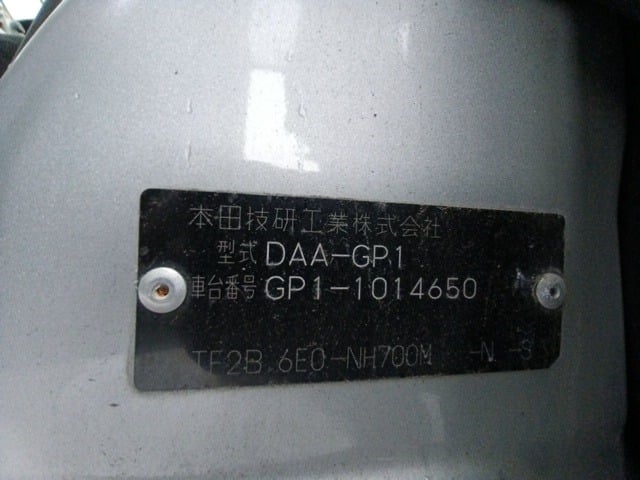 本田技研工業株式会社
型式 DAA-GP1
車台番号 GP1-1014650
TF2B 6E0-NH700M -N -S